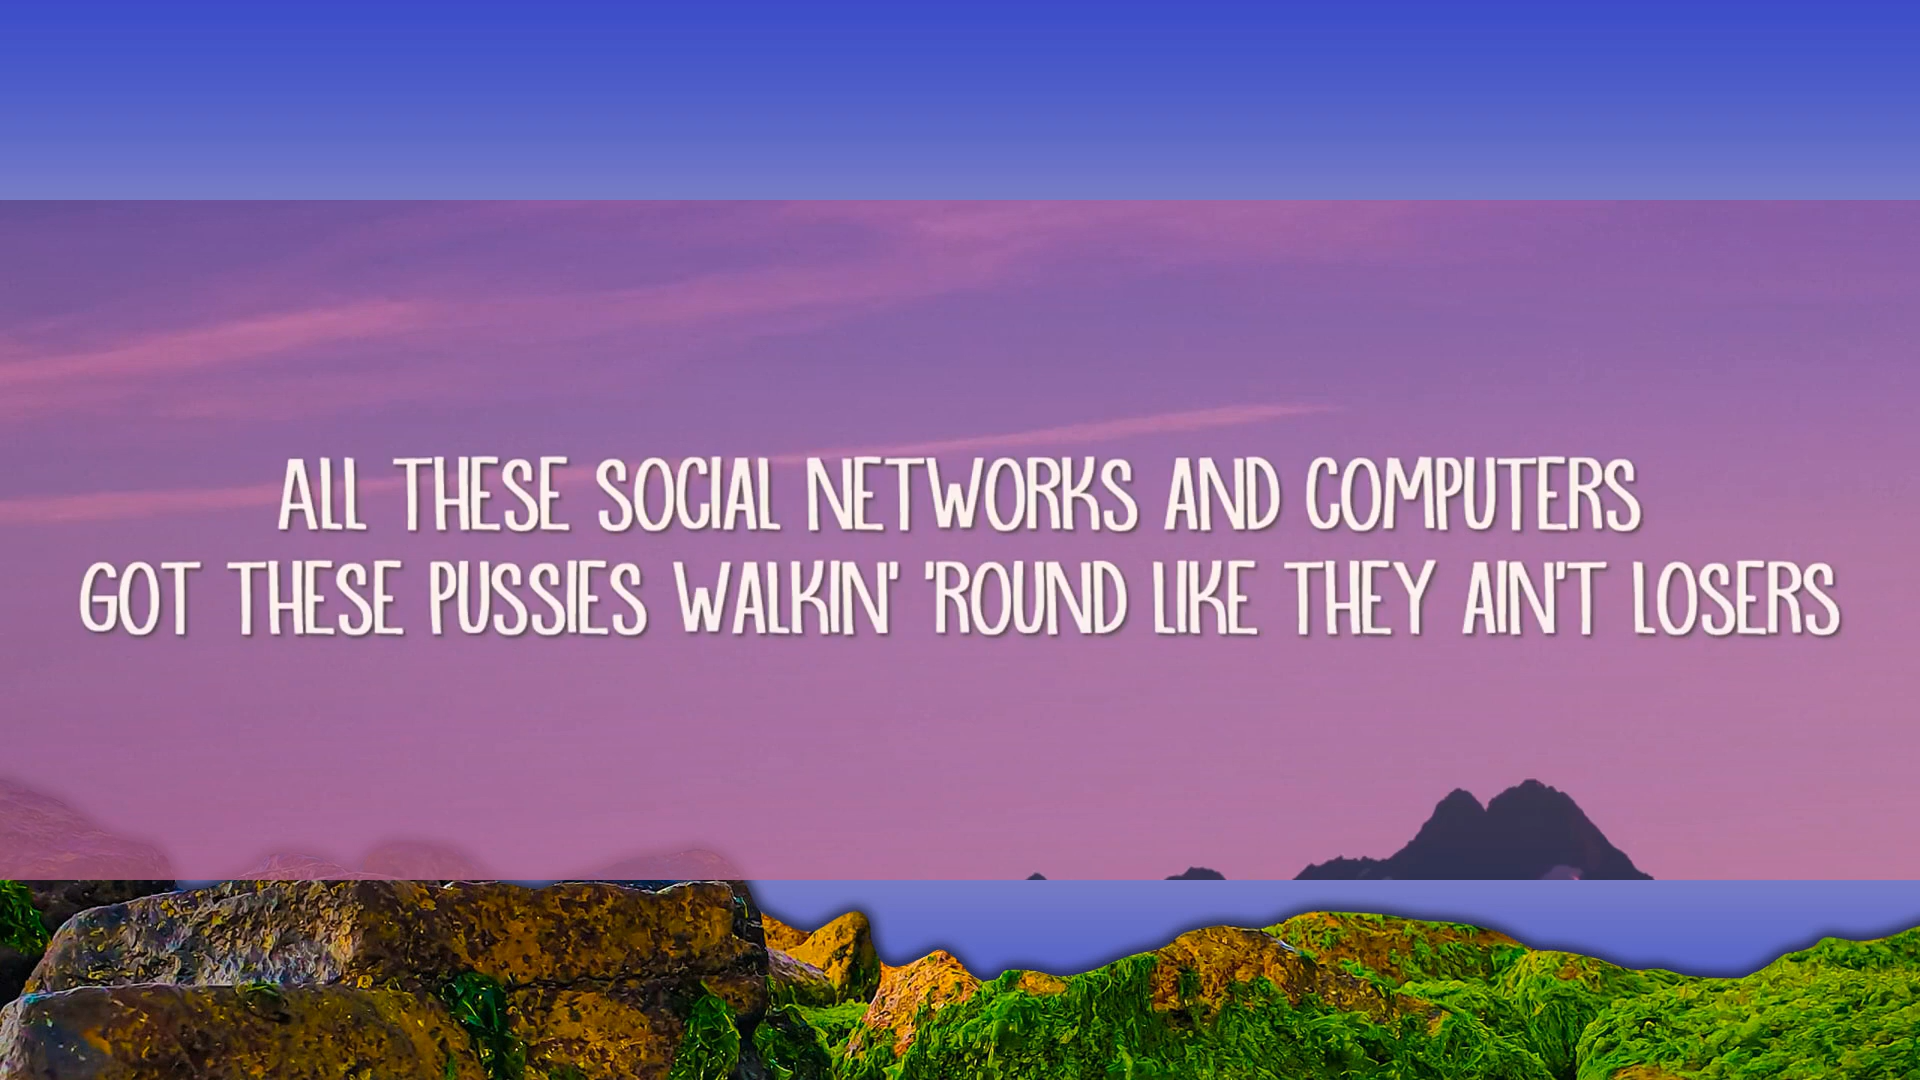 ALL THESE SOCIAL NETWORKS AND COMPUTERS
GOT THESE PUSSIES WALKIN' 'ROUND LIKE THEY AIN'T LOSERS